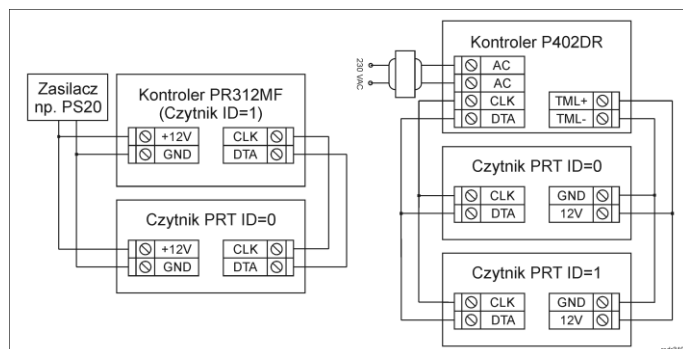 Zasilacz
np. PS20
Kontroler PR312MF
(Czytnik ID=1)
+12V
CLK
GND
DTA
Czytnik PRT ID=0
+12V
CLK
GND
DTA
Kontroler P402DR
230 VAC
AC
AC
CLK
TML+
DTA
TML-
Czytnik PRT ID=0
CLK
GND
DTA
12V
Czytnik PRT ID=1
CLK
GND
DTA
12V